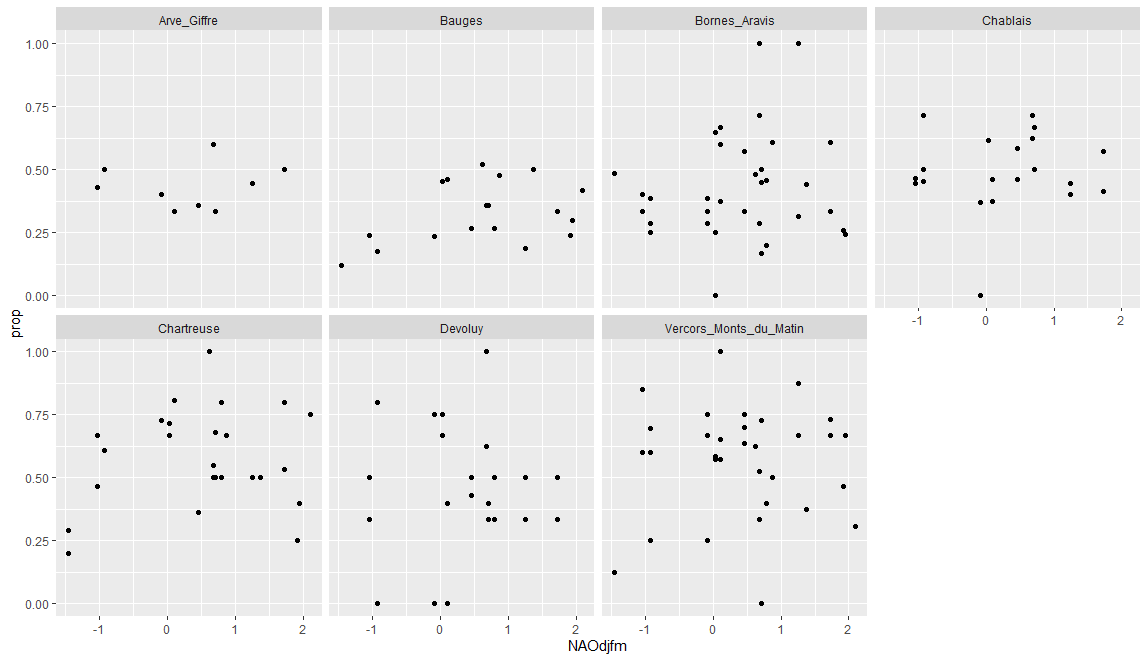 Arve_Giffre Bauges Bornes_Aravis Chablais
1.00
0.75
0.50
0.25
0.00
-1 0 1 2
Chartreuse Devoluy Vercors_Monts_du_Matin
1.00
0.75
0.50
0.25
0.00
-1 0 1 2 -1 0 1 2 -1 0 1 2
prop
NAOdjfm